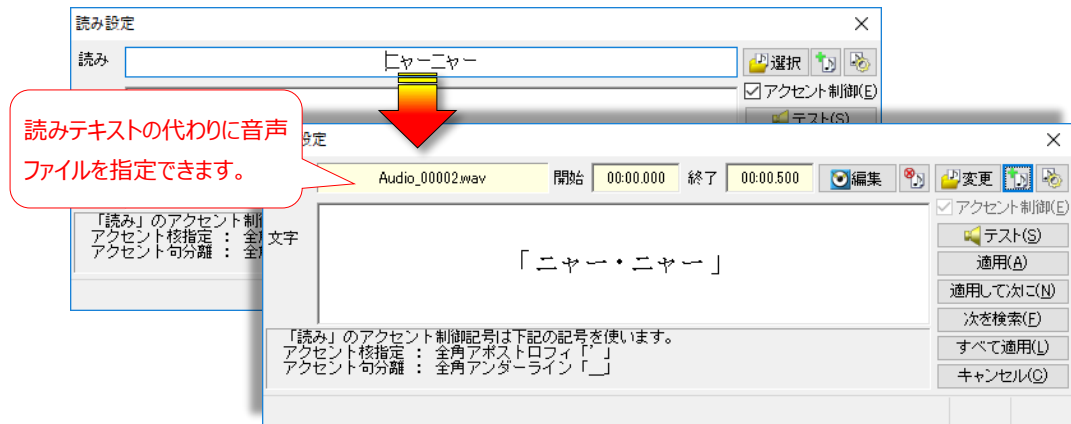 読み設定
読み
ニャーニャー
選択
アクセント制御(E)
テスト(S)
読みテキストの代わりに音声
ファイルを指定できます。
「読み」のアクセント制
アクセント核指定 : 全
アクセント句分離 : 全
設定
Audio_00002.wav
開始 00:00.000 終了 00:00.500 編集
変更
アクセント制御(E)
文字
「ニャー・ニャー」
テスト(S)
適用(A)
適用して次に(N)
次を検索(F)
すべて適用(L)
キャンセル(C)
「読み」のアクセント制御記号は下記の記号を使います。
アクセント核指定 : 全角アポストロフィ「’」
アクセント句分離 : 全角アンダーライン「＿」